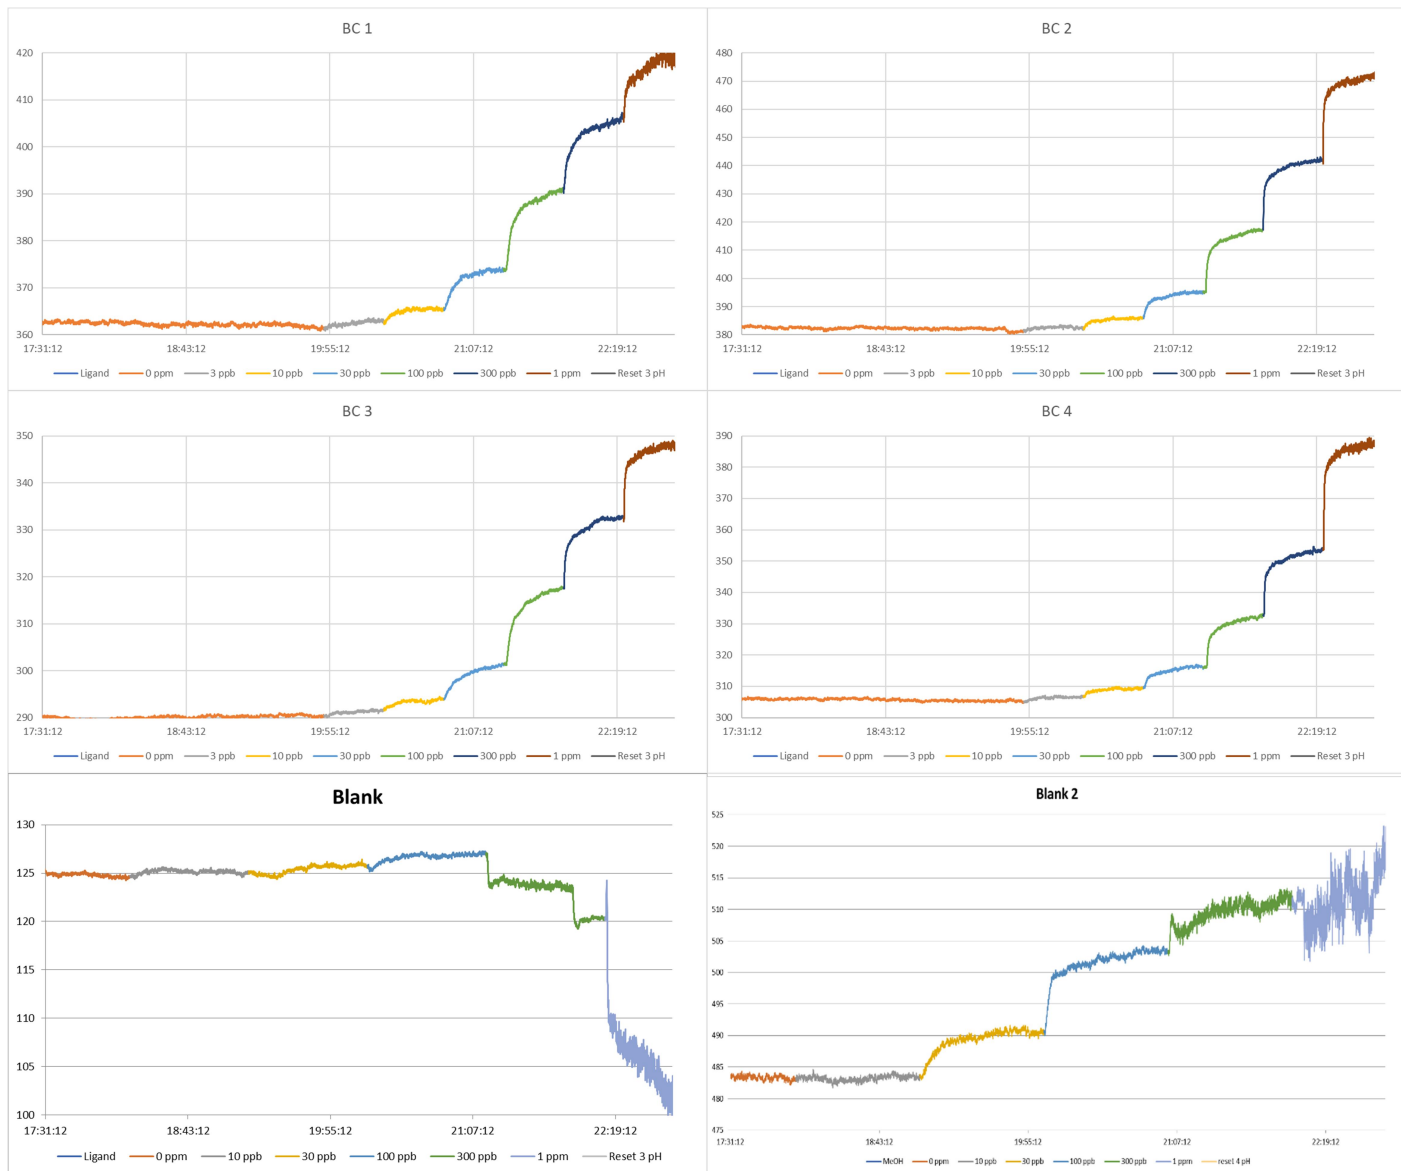 BC 1
420
410
400
390
380
370
360
17:31:12 18:43:12 19:55:12 21:07:12 22:19:12
Ligand 0 ppm 3 ppb 10 ppb 30 ppb 100 ppb 300 ppb 1 ppm Reset 3 pH
BC 2
480
470
460
450
440
430
420
410
400
390
380
17:31:12 18:43:12 19:55:12 21:07:12 22:19:12
Ligand 0 ppm 3 ppb 10 ppb 30 ppb 100 ppb 300 ppb 1 ppm Reset 3 pH
BC 3
350
340
330
320
310
300
290
17:31:12 18:43:12 19:55:12 21:07:12 22:19:12
Ligand 0 ppm 3 ppb 10 ppb 30 ppb 100 ppb 300 ppb 1 ppm Reset 3 pH
BC 4
390
380
370
360
350
340
330
320
310
300
17:31:12 18:43:12 19:55:12 21:07:12 22:19:12
Ligand 0 ppm 3 ppb 10 ppb 30 ppb 100 ppb 300 ppb 1 ppm Reset 3 pH
Blank
130
125
120
115
110
105
100
17:31:12 18:43:12 19:55:12 21:07:12 22:19:12
Ligand 0 ppm 10 ppb 30 ppb 100 ppb 300 ppb 1 ppm Reset 3 pH
Blank 2
525
520
515
510
505
500
495
490
485
480
475
17:31:12 18:43:12 19:55:12 21:07:12 22:19:12
MeOH 0 ppm 10 ppb 30 ppb 100 ppb 300 ppb 1 ppm reset 4 pH